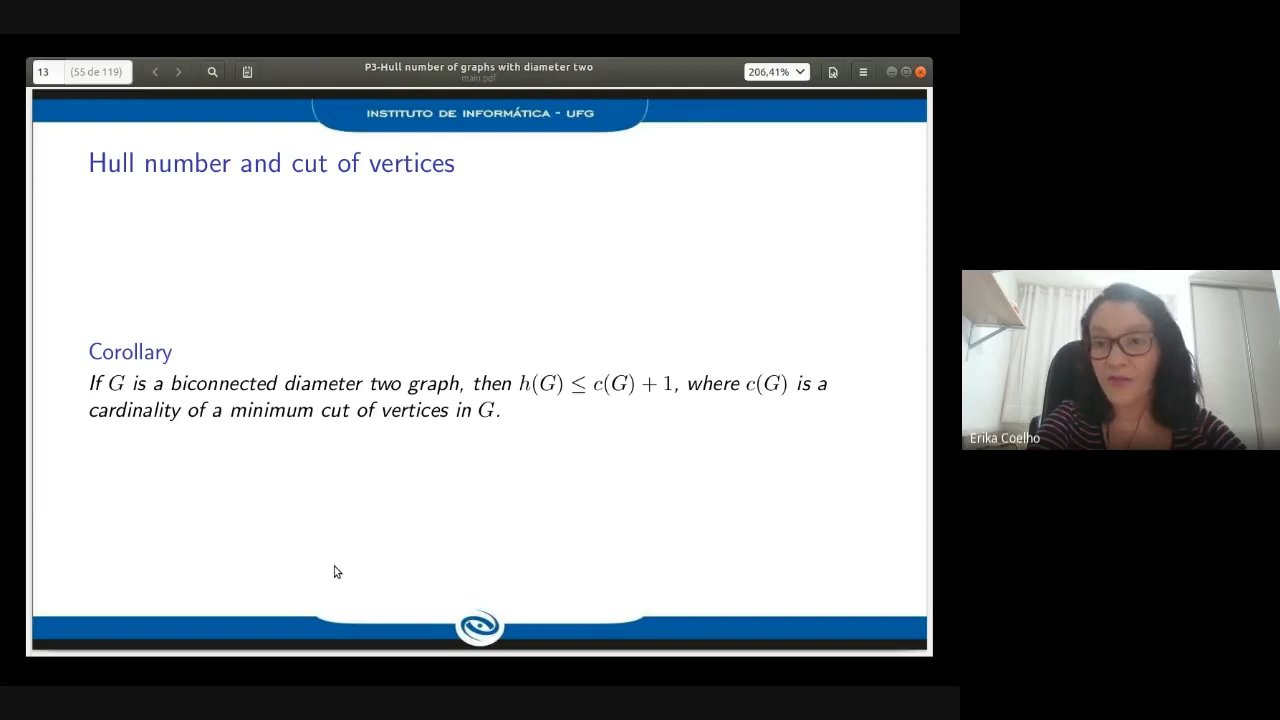 13 (55 de 119)
P3-Hull number of graphs with diameter two
main.pdf
206,41%
INSTITUTO DE INFORMÁTICA - UFG
Hull number and cut of vertices
Corollary
If G is a biconnected diameter two graph, then h(G) ≤ c(G) + 1, where c(G) is a
cardinality of a minimum cut of vertices in G.
Erika Coelho